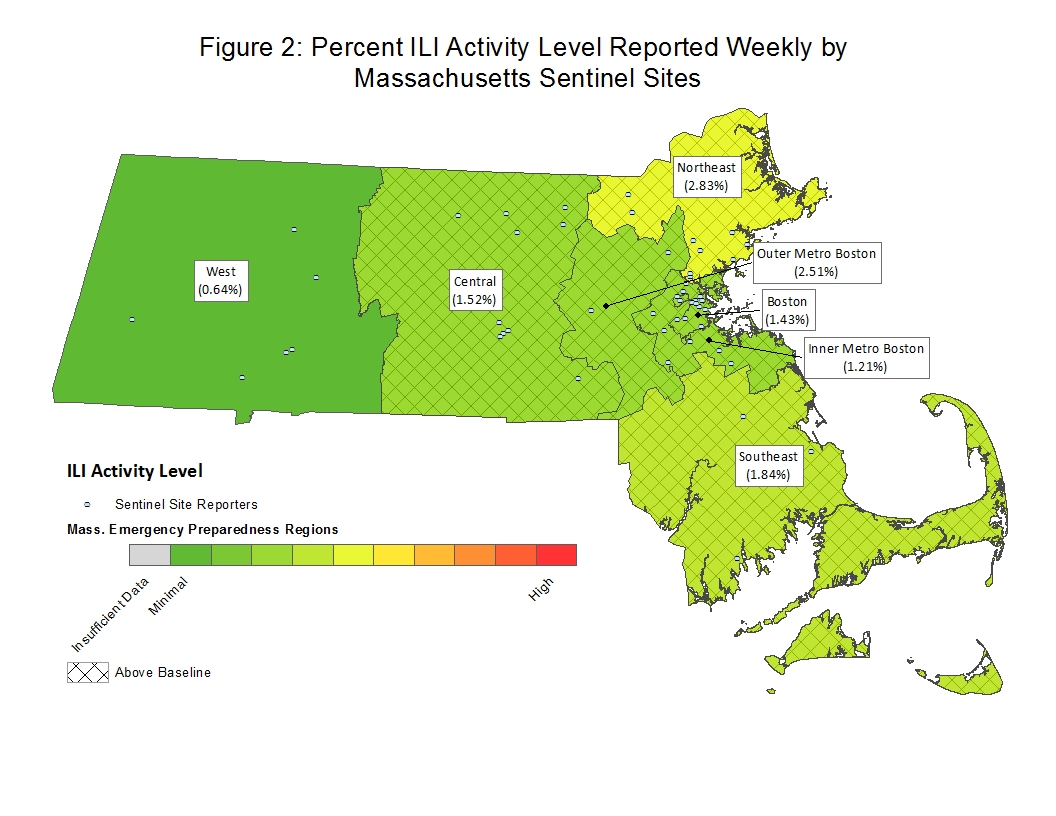 Figure 2: Percent ILI Activity Level Reported Weekly by
Massachusetts Sentinel Sites
Northeast
(2.83%)
Outer Metro Boston
(2.51%)
West
(0.64%)
Central
(1.52%)
Boston
(1.43%)
Inner Metro Boston
(1.21%)
Southeast
(1.84%)
ILI Activity Level
Sentinel Site Reporters
Mass. Emergency Preparedness Regions
Insufficient Data
Minimal
High
Above Baseline